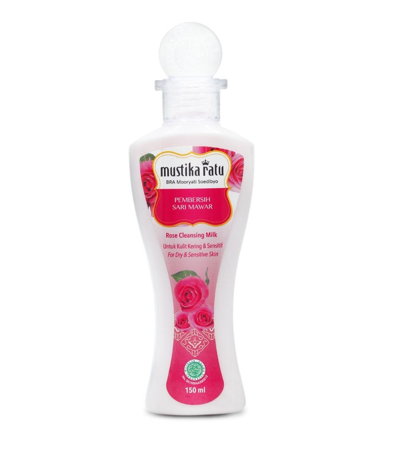 mustika ratu
BRA Mooryati Soedibyo
PEMBERSIH
SARI MAWAR
Rose Cleansing Milk
Untuk Kulit Kering & Sensitif
For Dry & Sensitive Skin
150 ml